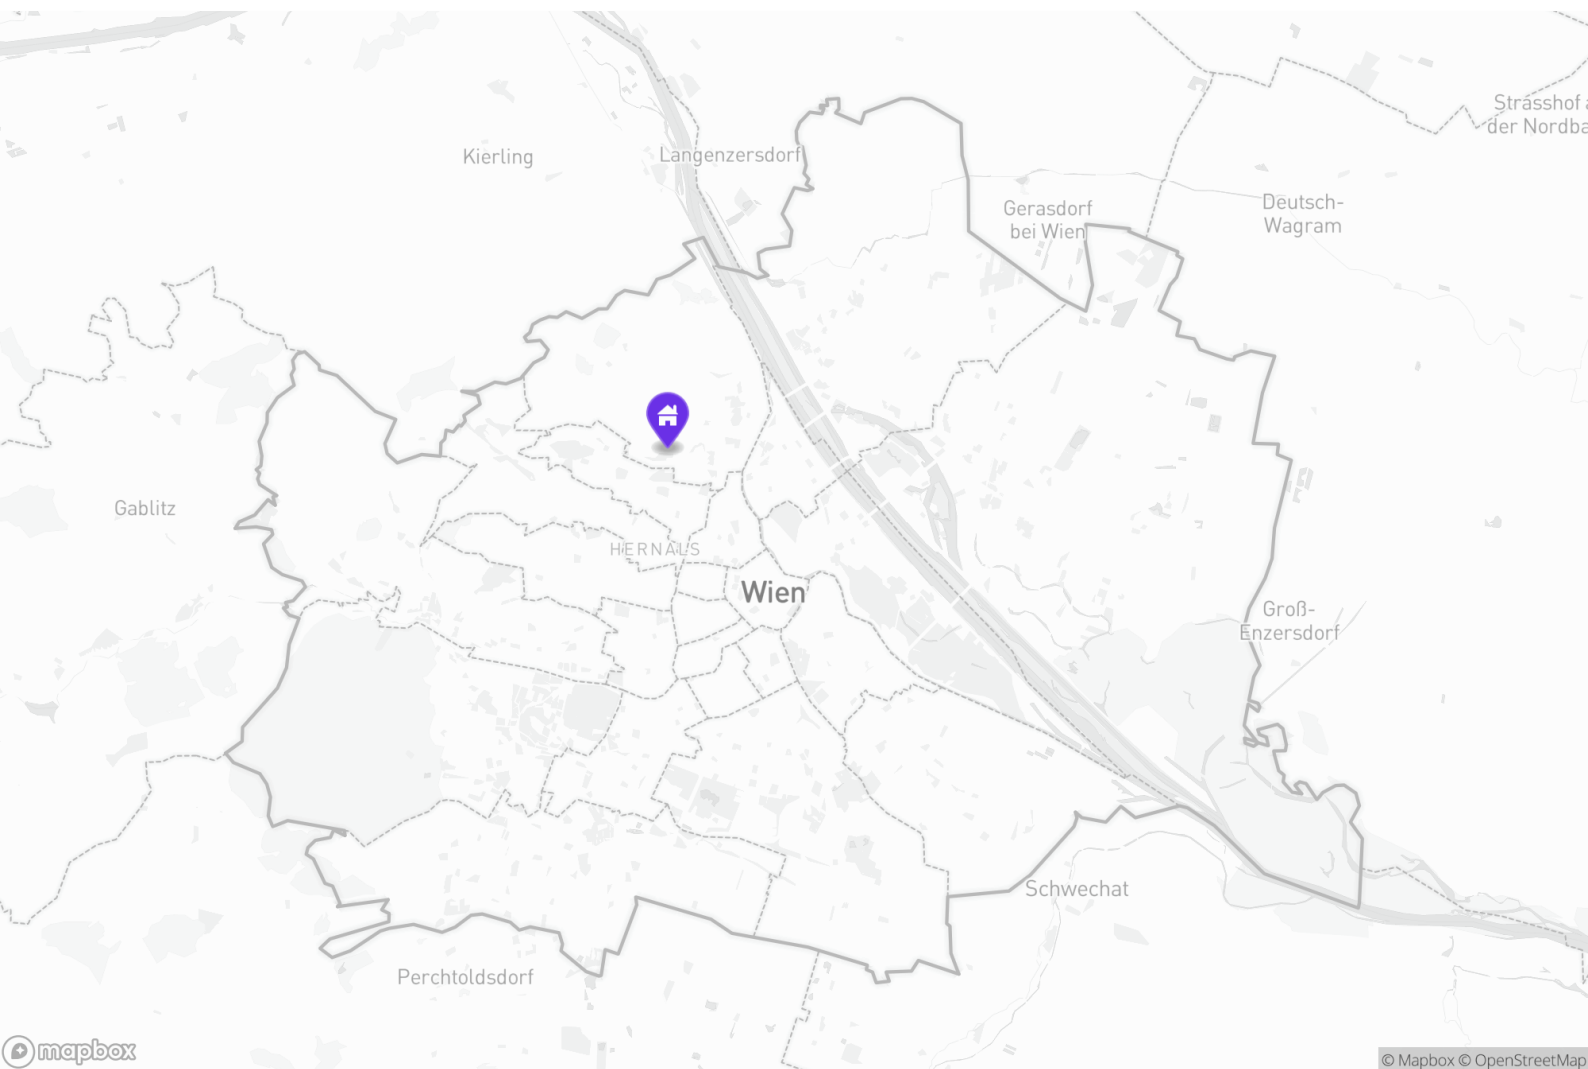 Strasshof a
der Nordba
Kierling
Langenzersdorf
Deutsch-
Wagram
Gerasdorf
bei Wien
Gablitz
HERNALS
Wien
Groß-
Enzersdorf
Schwechat
Perchtoldsdorf
mapbox
© Mapbox © OpenStreetMap